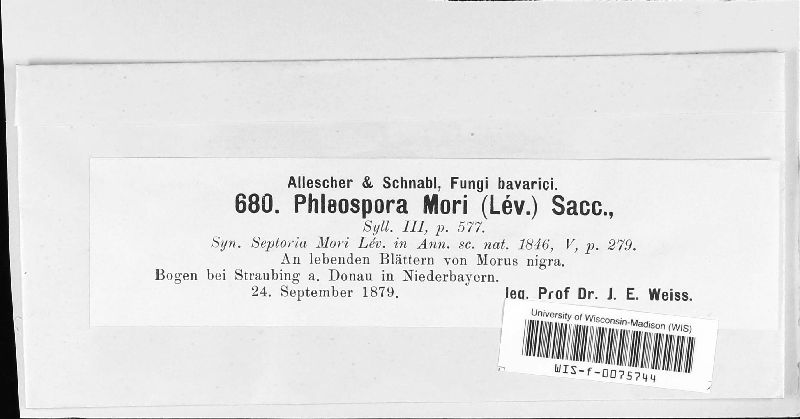 Allescher & Schnabl, Fungi bavarici.
680. Phleospora Mori (Lév.) Sacc.,
Syll. III, p. 577.
Syn. Septoria Mori Lév. in Ann. sc. nat. 1846, V, p. 279.
An lebenden Blättern von Morus nigra.
Bogen bei Straubing a. Donau in Niederbayern.
24. September 1879. leg. Prof Dr. J. E. Weiss.
University of Wisconsin-Madison (WIS)
WIS-f-0075744